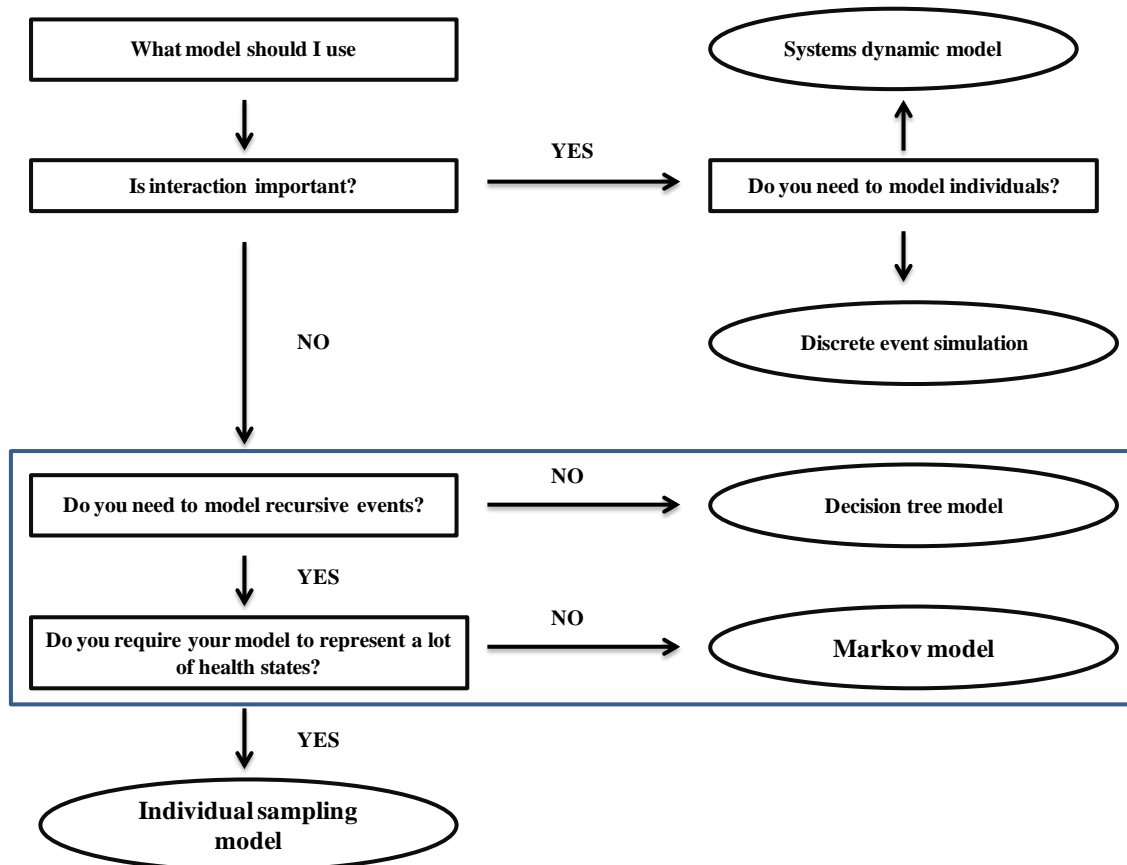 What model should I use
Systems dynamic model
YES
Is interaction important?
Do you need to model individuals?
NO
Discrete event simulation
NO
Do you need to model recursive events?
Decision tree model
YES
NO
Do you require your model to represent a lot
of health states?
Markov model
YES
Individual sampling
model